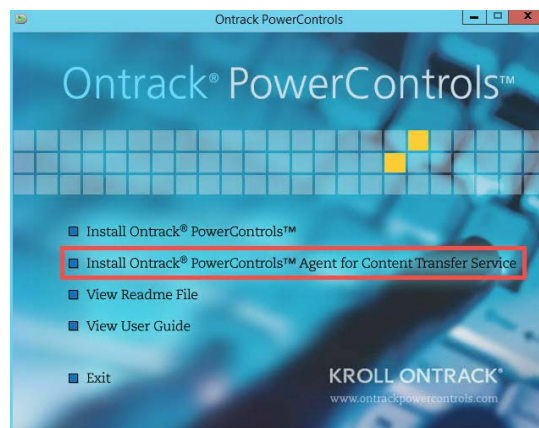 Ontrack PowerControls
Ontrack® PowerControls™
Install Ontrack® PowerControls™
Install Ontrack® PowerControls™ Agent for Content Transfer Service
View Readme File
View User Guide
Exit
KROLL ONTRACK®
www.ontrackpowercontrols.com